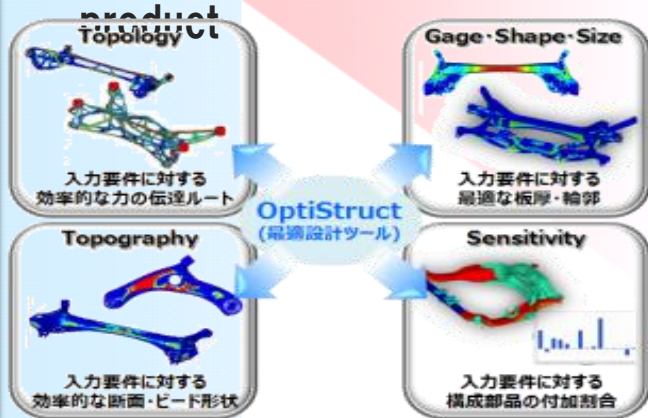 product
Topology
入力要件に対する
効率的な力の伝達ルート
Gage・Shape・Size
入力要件に対する
最適な板厚・輪郭
OptiStruct
(最適設計ツール)
Topography
入力要件に対する
効率的な断面・ビード形状
Sensitivity
入力要件に対する
構成部品の付加割合